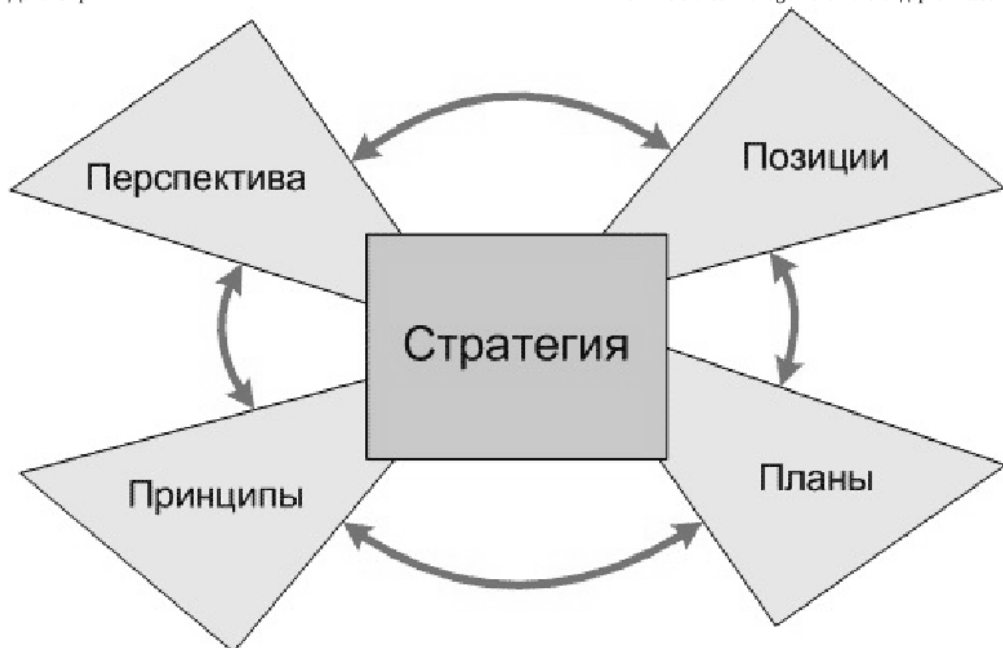 Перспектива
Позиции
Стратегия
Принципы
Планы